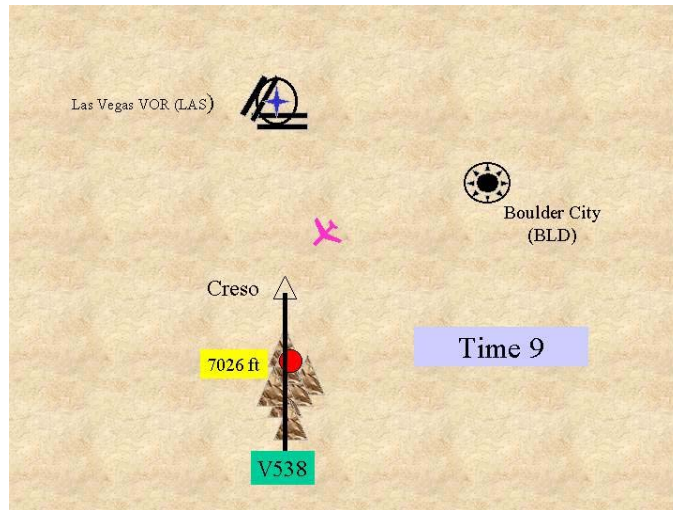 Las Vegas VOR (LAS)
Boulder City
(BLD)
Creso
Time 9
7026 ft
V538